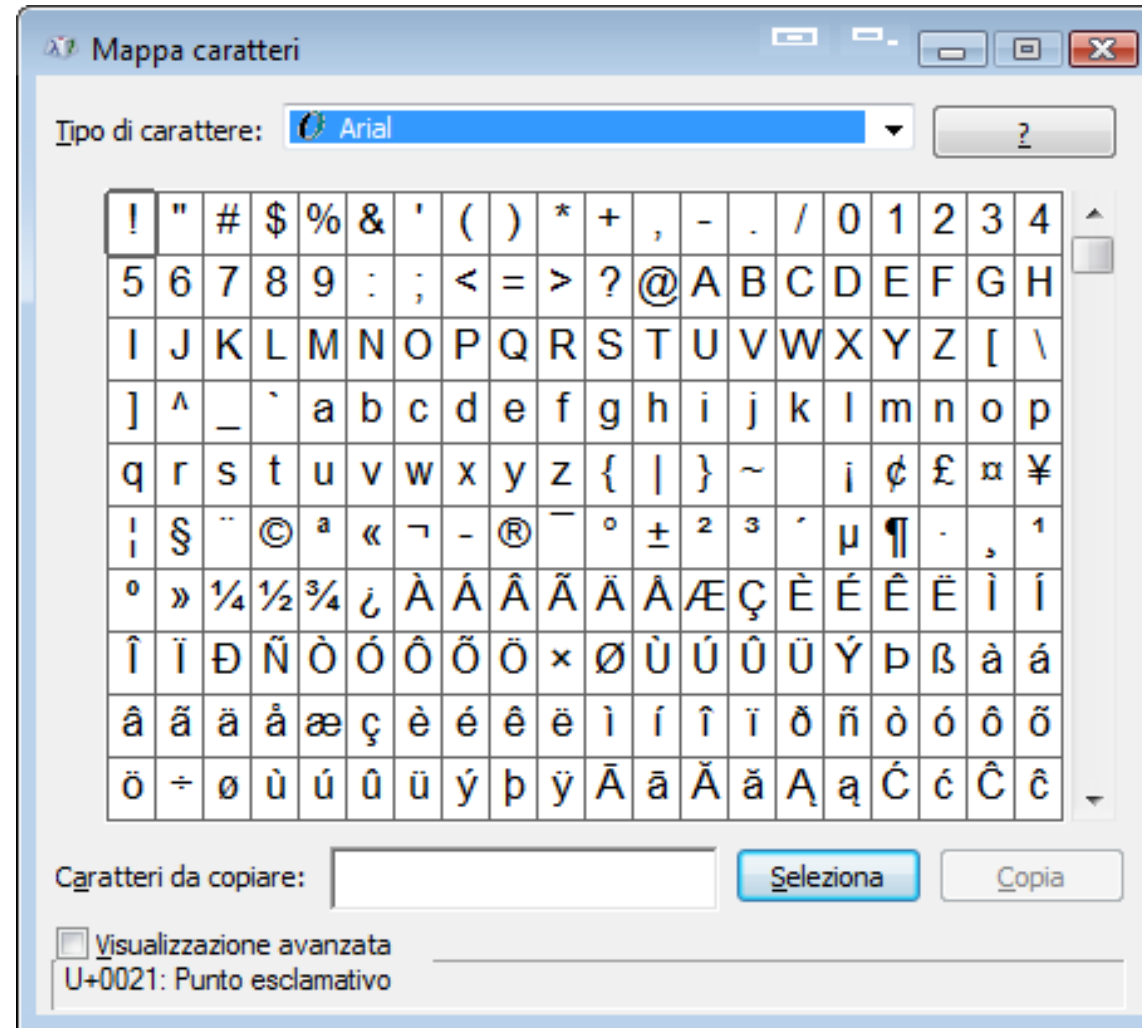 Mappa caratteri
Tipo di carattere: Arial ?
! " # $ % & ' ( ) * + , - . / 0 1 2 3 4
5 6 7 8 9 : ; < = > ? @ A B C D E F G H
I J K L M N O P Q R S T U V W X Y Z [ \
] ^ _ ` a b c d e f g h i j k l m n o p
q r s t u v w x y z { | } ~ ¡ ¢ £ ¤ ¥
¦ § ¨ © ª « ¬ - ® ¯ ° ± ² ³ ´ µ ¶ · ¸ ¹
º » ¼ ½ ¾ ¿ À Á Â Ã Ä Å Æ Ç È É Ê Ë Ì Í
Î Ï Ð Ñ Ò Ó Ô Õ Ö × Ø Ù Ú Û Ü Ý Þ ß à á
â ã ä å æ ç è é ê ë ì í î ï ð ñ ò ó ô õ
ö ÷ ø ù ú û ü ý þ ÿ Ā ā Ă ă Ą ą Ć ć Ĉ ĉ
Caratteri da copiare: Seleziona Copia
Visualizzazione avanzata
U+0021: Punto esclamativo